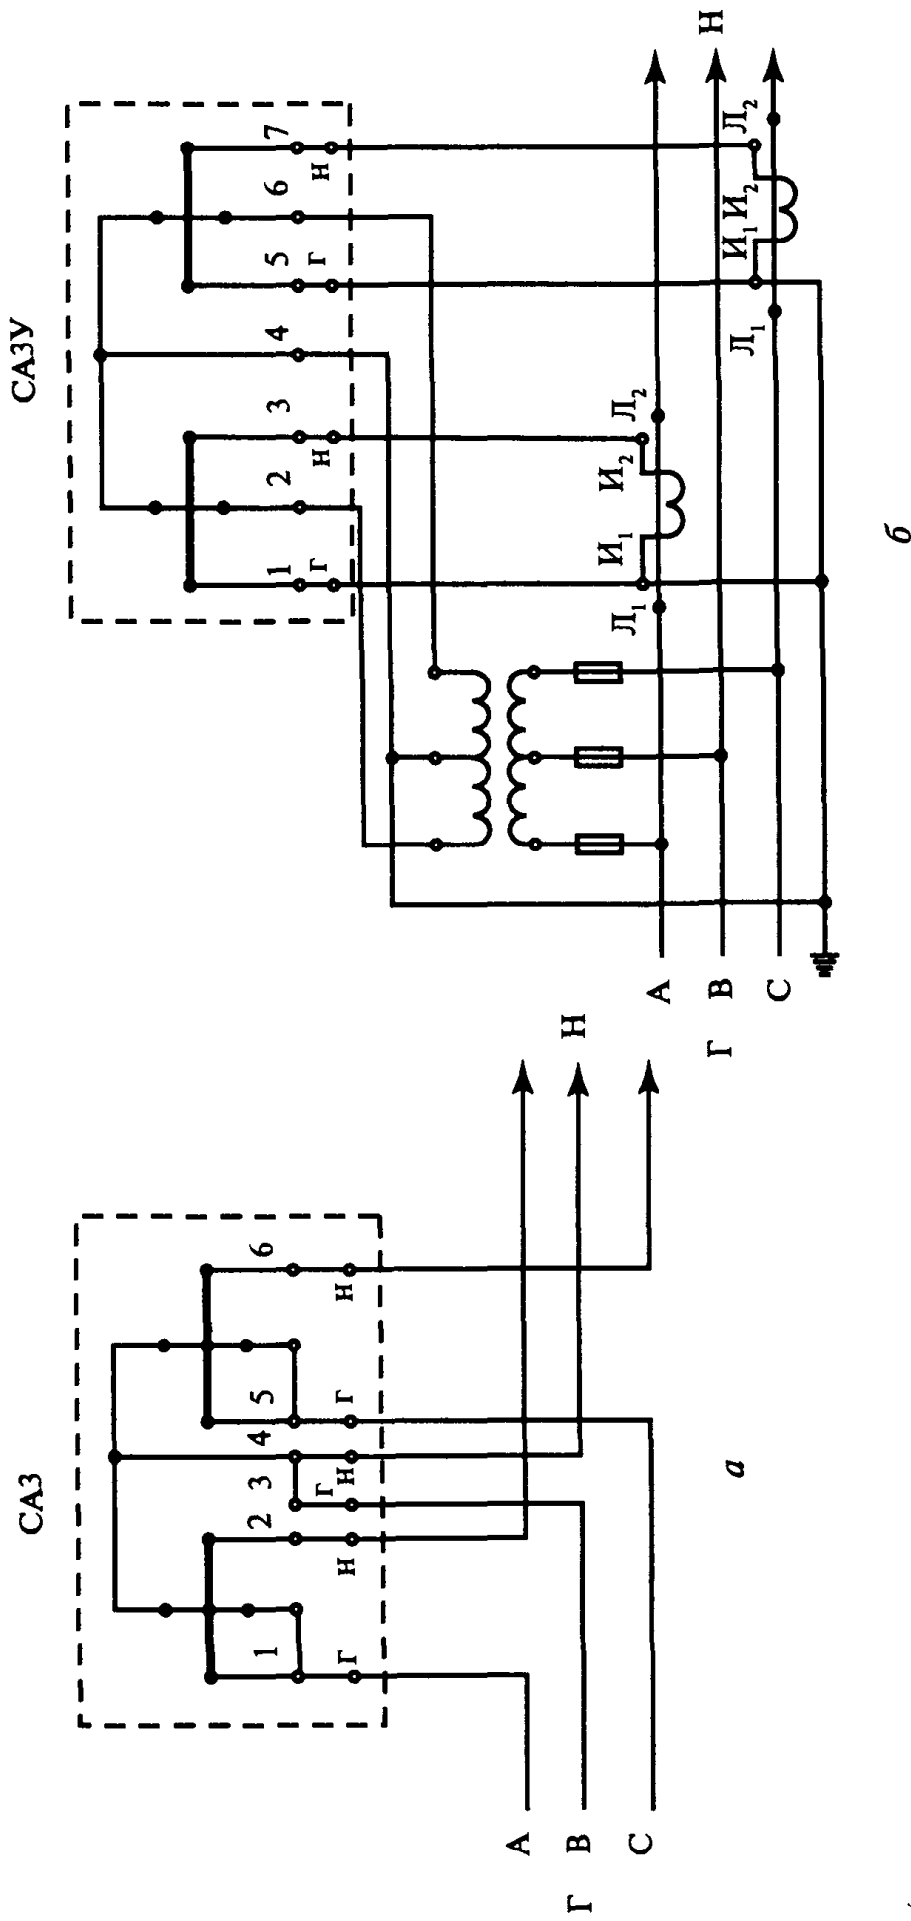 САЗ
1
2
3
4
5
6
Г
Н
Г
Н
Г
Н
А
В
С
Г
Н
а
САЗУ
1
2
3
4
5
6
7
Г
Н
Г
Н
Л₁
И₁
И₂
Л₂
Л₁
И₁
И₂
Л₂
А
В
С
Г
Н
б